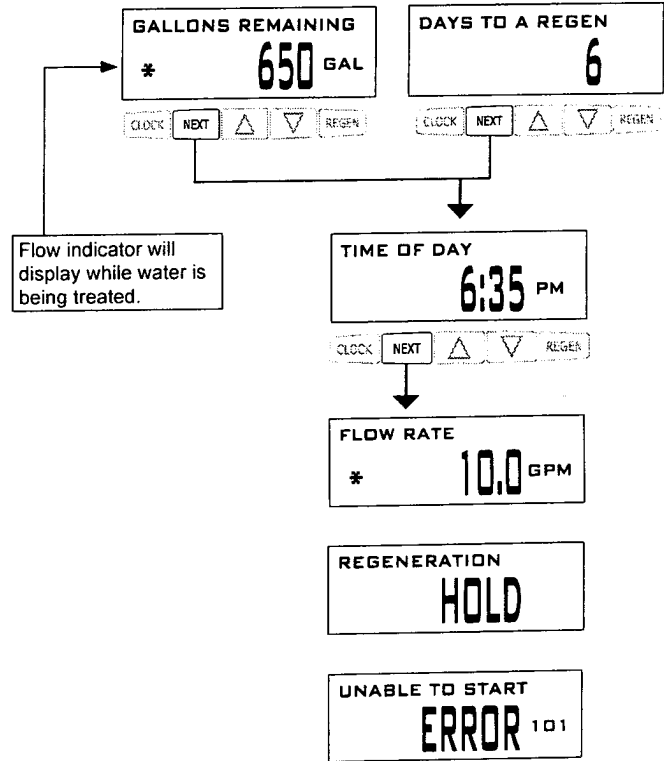 GALLONS REMAINING
* 650 GAL
CLOCK NEXT REGEN
DAYS TO A REGEN
6
CLOCK NEXT REGEN
Flow indicator will
display while water is
being treated.
TIME OF DAY
6:35 PM
CLOCK NEXT REGEN
FLOW RATE
* 10.0 GPM
REGENERATION
HOLD
UNABLE TO START
ERROR 101